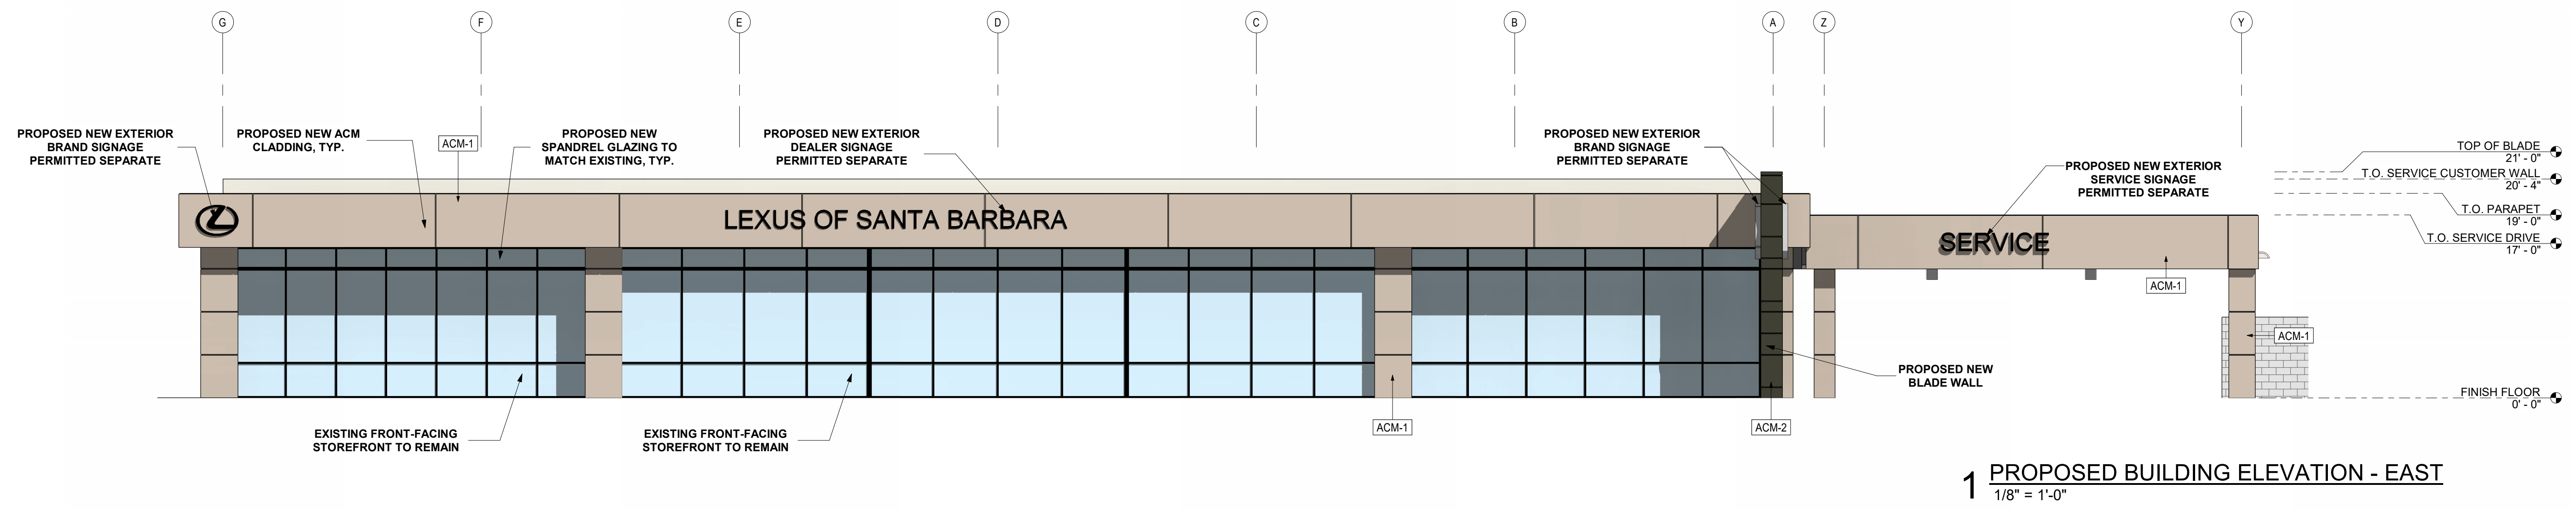 G F E D C B A Z Y
PROPOSED NEW EXTERIOR
BRAND SIGNAGE
PERMITTED SEPARATE
PROPOSED NEW ACM
CLADDING, TYP.
ACM-1
PROPOSED NEW
SPANDREL GLAZING TO
MATCH EXISTING, TYP.
PROPOSED NEW EXTERIOR
DEALER SIGNAGE
PERMITTED SEPARATE
PROPOSED NEW EXTERIOR
BRAND SIGNAGE
PERMITTED SEPARATE
PROPOSED NEW EXTERIOR
SERVICE SIGNAGE
PERMITTED SEPARATE
TOP OF BLADE
21' - 0"
T.O. SERVICE CUSTOMER WALL
20' - 4"
T.O. PARAPET
19' - 0"
T.O. SERVICE DRIVE
17' - 0"
LEXUS OF SANTA BARBARA
SERVICE
ACM-1
ACM-1
PROPOSED NEW
BLADE WALL
FINISH FLOOR
0' - 0"
EXISTING FRONT-FACING
STOREFRONT TO REMAIN
EXISTING FRONT-FACING
STOREFRONT TO REMAIN
ACM-1
ACM-2
1 PROPOSED BUILDING ELEVATION - EAST
1/8" = 1'-0"